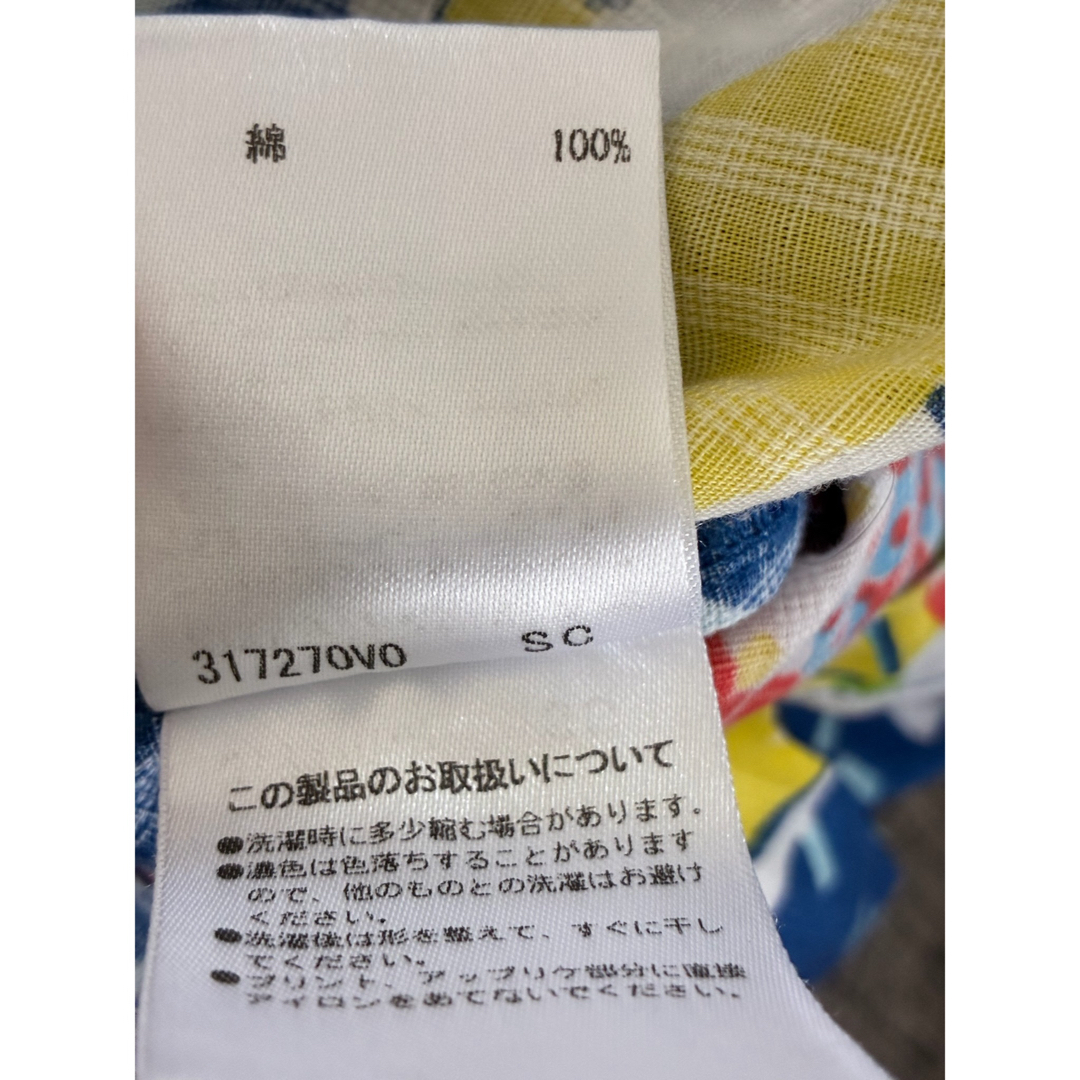 綿 100%
317270V0 SC
この製品のお取扱いについて
●洗濯時に多少縮む場合があります。
●濃色は色落ちすることがあります
ので、他のものとの洗濯はお避け
ください。
●洗濯後は形を整えて、すぐに干し
てください。
●プリント、アップリケ部分に直接
アイロンをあてないでください。